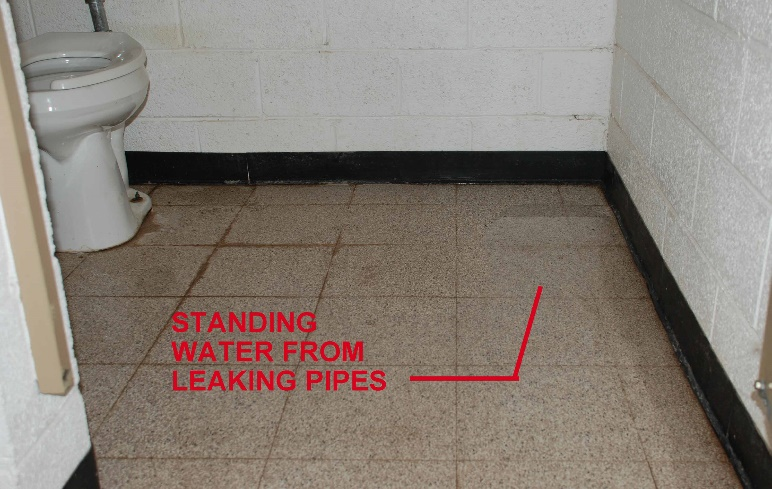 STANDING
WATER FROM
LEAKING PIPES